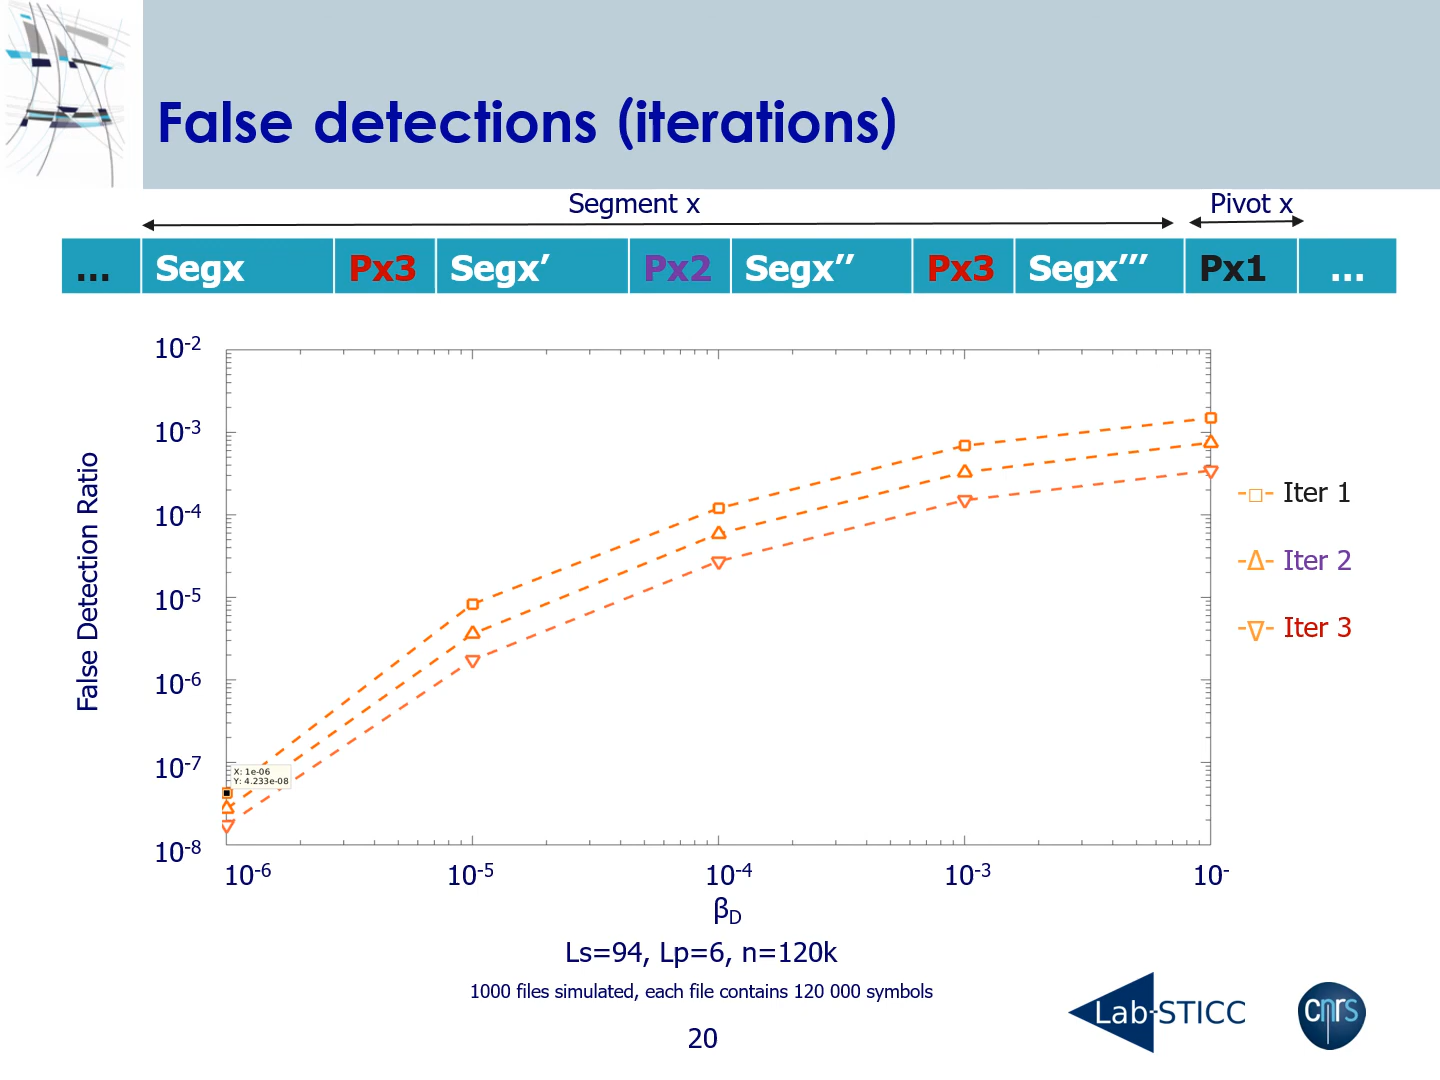 False detections (iterations)
Segment x Pivot x
... Segx Px3 Segx’ Px2 Segx’’ Px3 Segx’’’ Px1 ...
10-2
10-3
10-4
10-5
10-6
10-7
10-8
False Detection Ratio
X: 1e-06
Y: 4.233e-08
Iter 1
Iter 2
Iter 3
10-6 10-5 10-4 10-3 10-
βD
Ls=94, Lp=6, n=120k
1000 files simulated, each file contains 120 000 symbols
Lab-STICC
cnrs
20